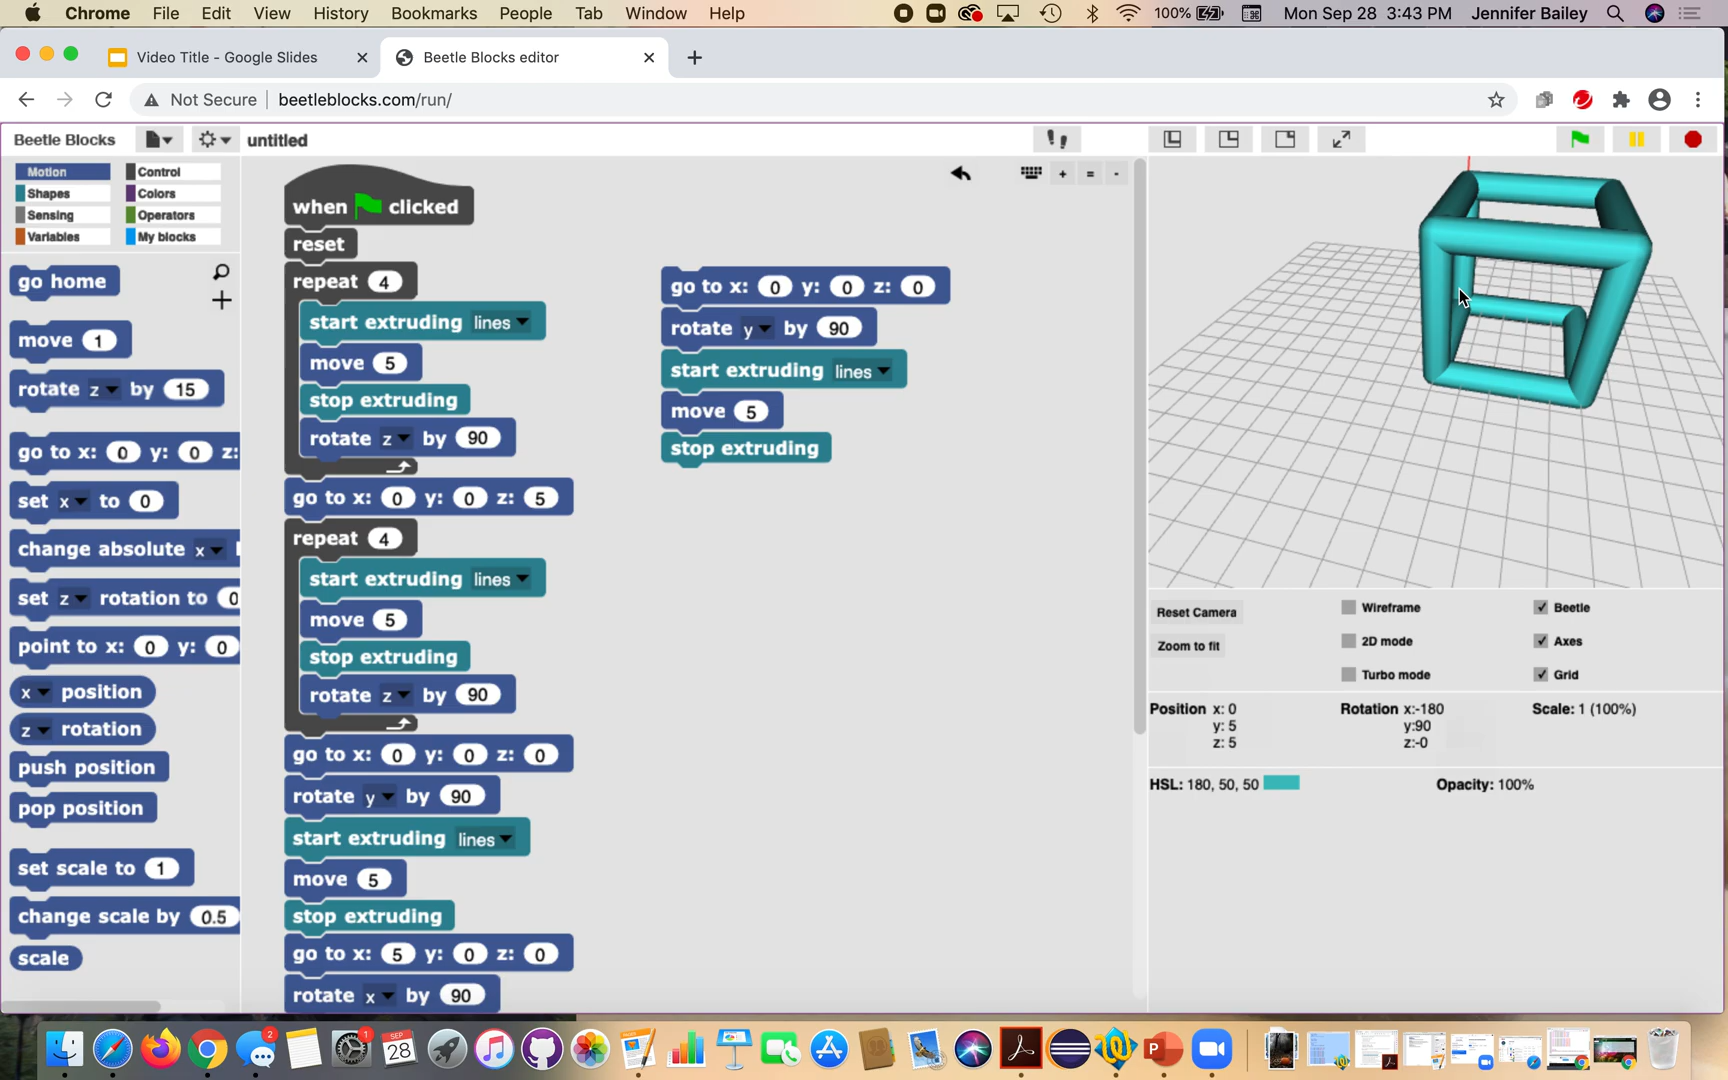 Chrome File Edit View History Bookmarks People Tab Window Help 100% Mon Sep 28 3:43 PM Jennifer Bailey
Video Title - Google Slides Beetle Blocks editor
Not Secure beetleblocks.com/run/
Beetle Blocks untitled
Motion Control
Shapes Colors
Sensing Operators
Variables My blocks
go home
move 1
rotate z by 15
go to x: 0 y: 0 z:
set x to 0
change absolute x
set z rotation to 0
point to x: 0 y: 0
x position
z rotation
push position
pop position
set scale to 1
change scale by 0.5
scale
+ = -
when clicked
reset
repeat 4
start extruding lines
move 5
stop extruding
rotate z by 90
go to x: 0 y: 0 z: 5
repeat 4
start extruding lines
move 5
stop extruding
rotate z by 90
go to x: 0 y: 0 z: 0
rotate y by 90
start extruding lines
move 5
stop extruding
go to x: 5 y: 0 z: 0
rotate x by 90
go to x: 0 y: 0 z: 0
rotate y by 90
start extruding lines
move 5
stop extruding
Reset Camera Wireframe Beetle
Zoom to fit 2D mode Axes
Turbo mode Grid
Position x: 0 Rotation x:-180 Scale: 1 (100%)
y: 5 y:90
z: 5 z:-0
HSL: 180, 50, 50 Opacity: 100%
2
1
SEP
28
P